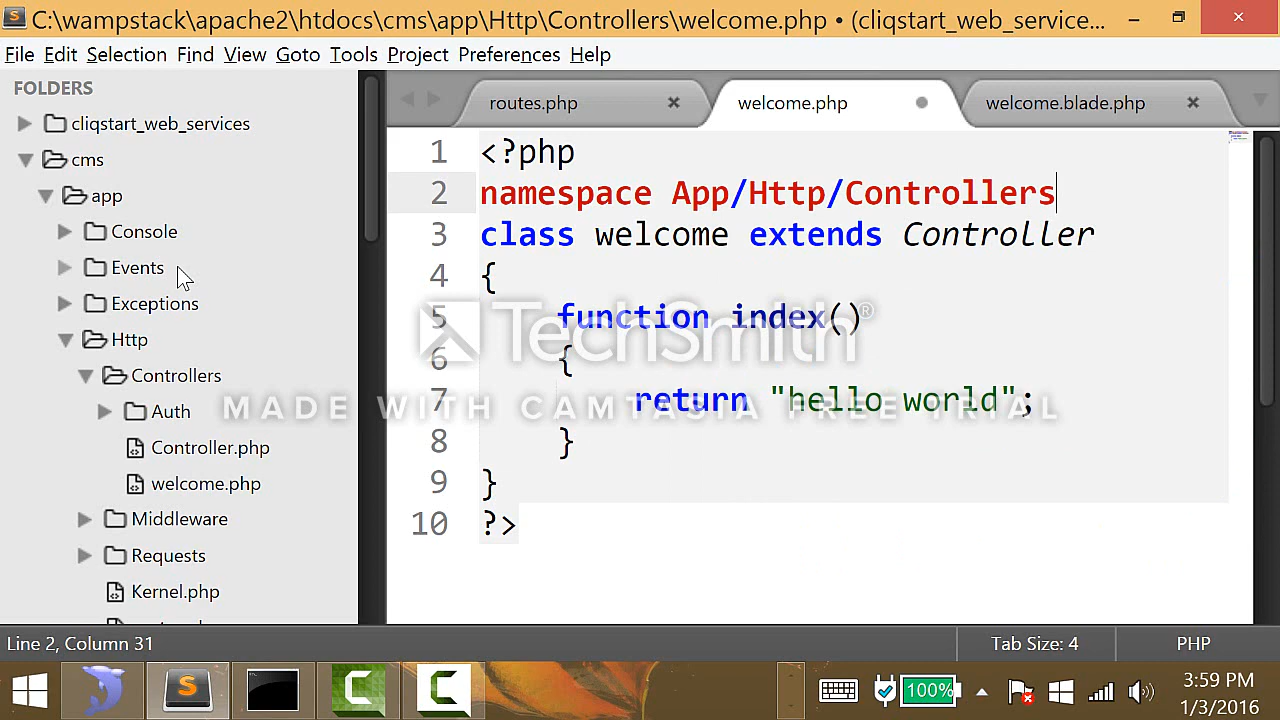 C:\wampstack\apache2\htdocs\cms\app\Http\Controllers\welcome.php • (cliqstart_web_service...
File Edit Selection Find View Goto Tools Project Preferences Help
FOLDERS
cliqstart_web_services
cms
app
Console
Events
Exceptions
Http
Controllers
Auth
Controller.php
welcome.php
Middleware
Requests
Kernel.php
routes.php
welcome.php
welcome.blade.php
1 <?php
2 namespace App/Http/Controllers
3 class welcome extends Controller
4 {
5 function index()
6 {
7 return "hello world";
8 }
9 }
10 ?>
TechSmith®
MADE WITH CAMTASIA FREE TRIAL
Line 2, Column 31
Tab Size: 4
PHP
100%
3:59 PM
1/3/2016